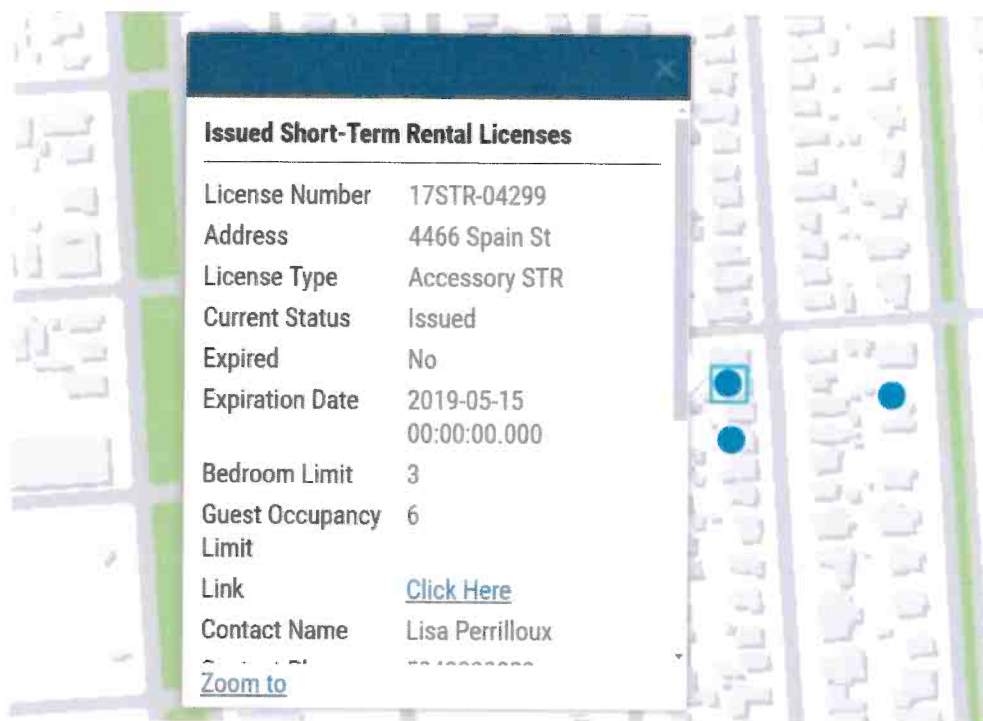 Issued Short-Term Rental Licenses
License Number 17STR-04299
Address 4466 Spain St
License Type Accessory STR
Current Status Issued
Expired No
Expiration Date 2019-05-15
00:00:00.000
Bedroom Limit 3
Guest Occupancy 6
Limit
Link Click Here
Contact Name Lisa Perrilloux
Zoom to